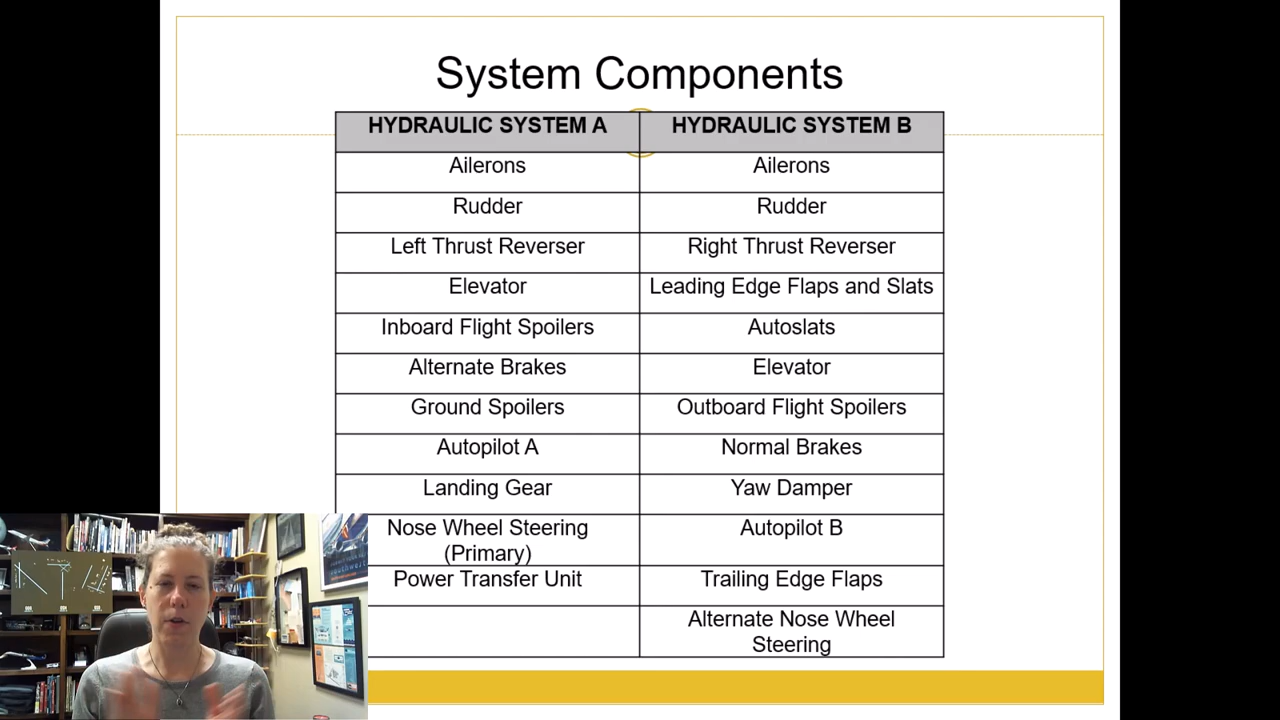 System Components
HYDRAULIC SYSTEM A HYDRAULIC SYSTEM B
Ailerons Ailerons
Rudder Rudder
Left Thrust Reverser Right Thrust Reverser
Elevator Leading Edge Flaps and Slats
Inboard Flight Spoilers Autoslats
Alternate Brakes Elevator
Ground Spoilers Outboard Flight Spoilers
Autopilot A Normal Brakes
Landing Gear Yaw Damper
Nose Wheel Steering Autopilot B
(Primary)
Power Transfer Unit Trailing Edge Flaps
Alternate Nose Wheel
Steering